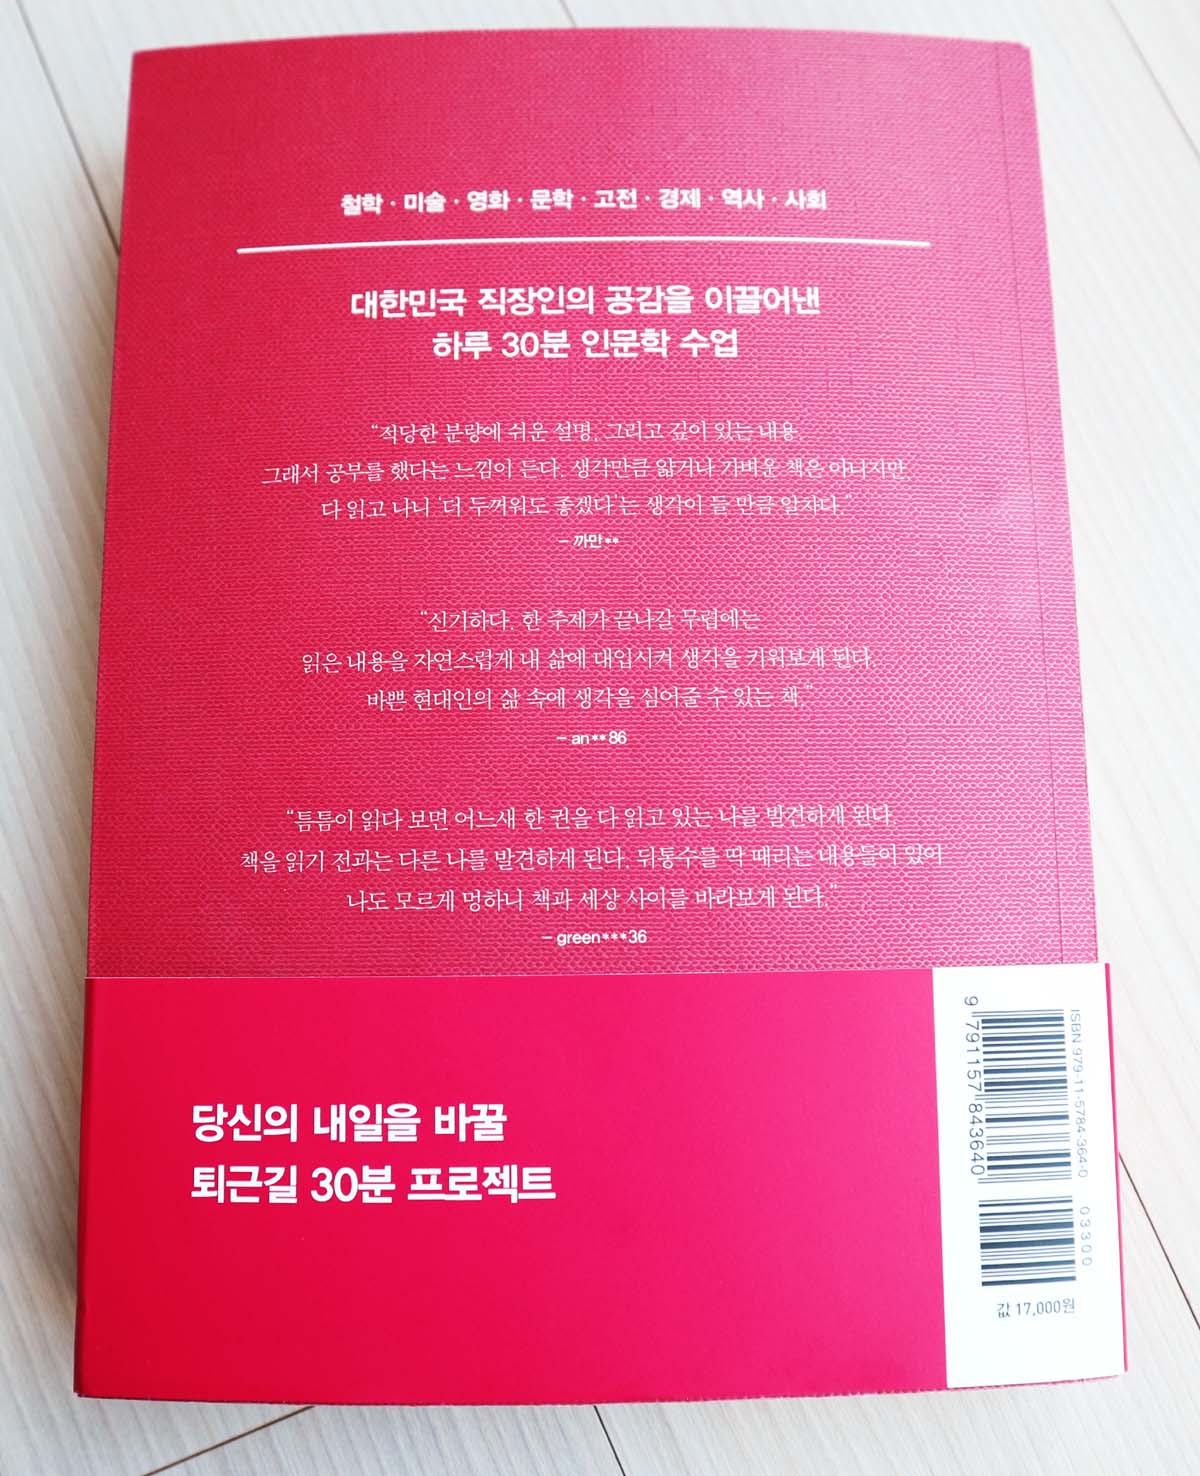 철학 · 미술 · 영화 · 문학 · 고전 · 경제 · 역사 · 사회
대한민국 직장인의 공감을 이끌어낸
하루 30분 인문학 수업
“적당한 분량에 쉬운 설명, 그리고 깊이 있는 내용.
그래서 공부를 했다는 느낌이 든다. 생각만큼 얇거나 가벼운 책은 아니지만,
다 읽고 나니 ‘더 두꺼워도 좋겠다’는 생각이 들 만큼 알차다.”
– 까만**
“신기하다. 한 주제가 끝나갈 무렵에는
읽은 내용을 자연스럽게 내 삶에 대입시켜 생각을 키워보게 된다.
바쁜 현대인의 삶 속에 생각을 심어줄 수 있는 책.”
– an**86
“틈틈이 읽다 보면 어느새 한 권을 다 읽고 있는 나를 발견하게 된다.
책을 읽기 전과는 다른 나를 발견하게 된다. 뒤통수를 딱 때리는 내용들이 있어
나도 모르게 멍하니 책과 세상 사이를 바라보게 된다.”
– green***36
당신의 내일을 바꿀
퇴근길 30분 프로젝트
ISBN 979-11-5784-364-0
9 791157 843640
03300
값 17,000원